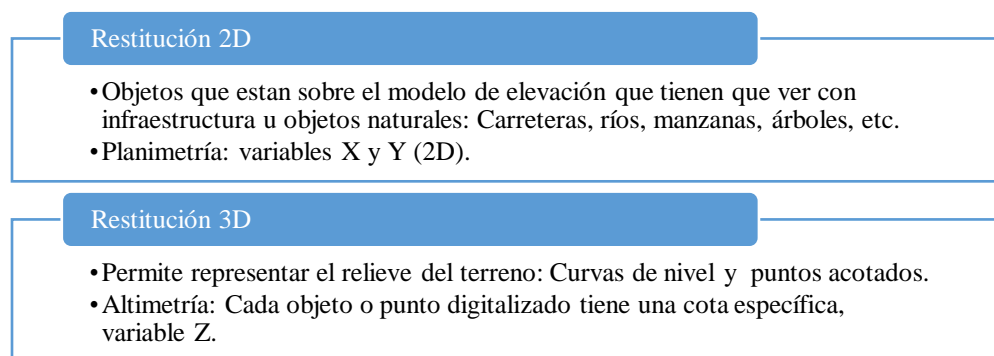 Restitución 2D
•Objetos que estan sobre el modelo de elevación que tienen que ver con
infraestructura u objetos naturales: Carreteras, ríos, manzanas, árboles, etc.
•Planimetría: variables X y Y (2D).
Restitución 3D
•Permite representar el relieve del terreno: Curvas de nivel y puntos acotados.
•Altimetría: Cada objeto o punto digitalizado tiene una cota específica,
variable Z.